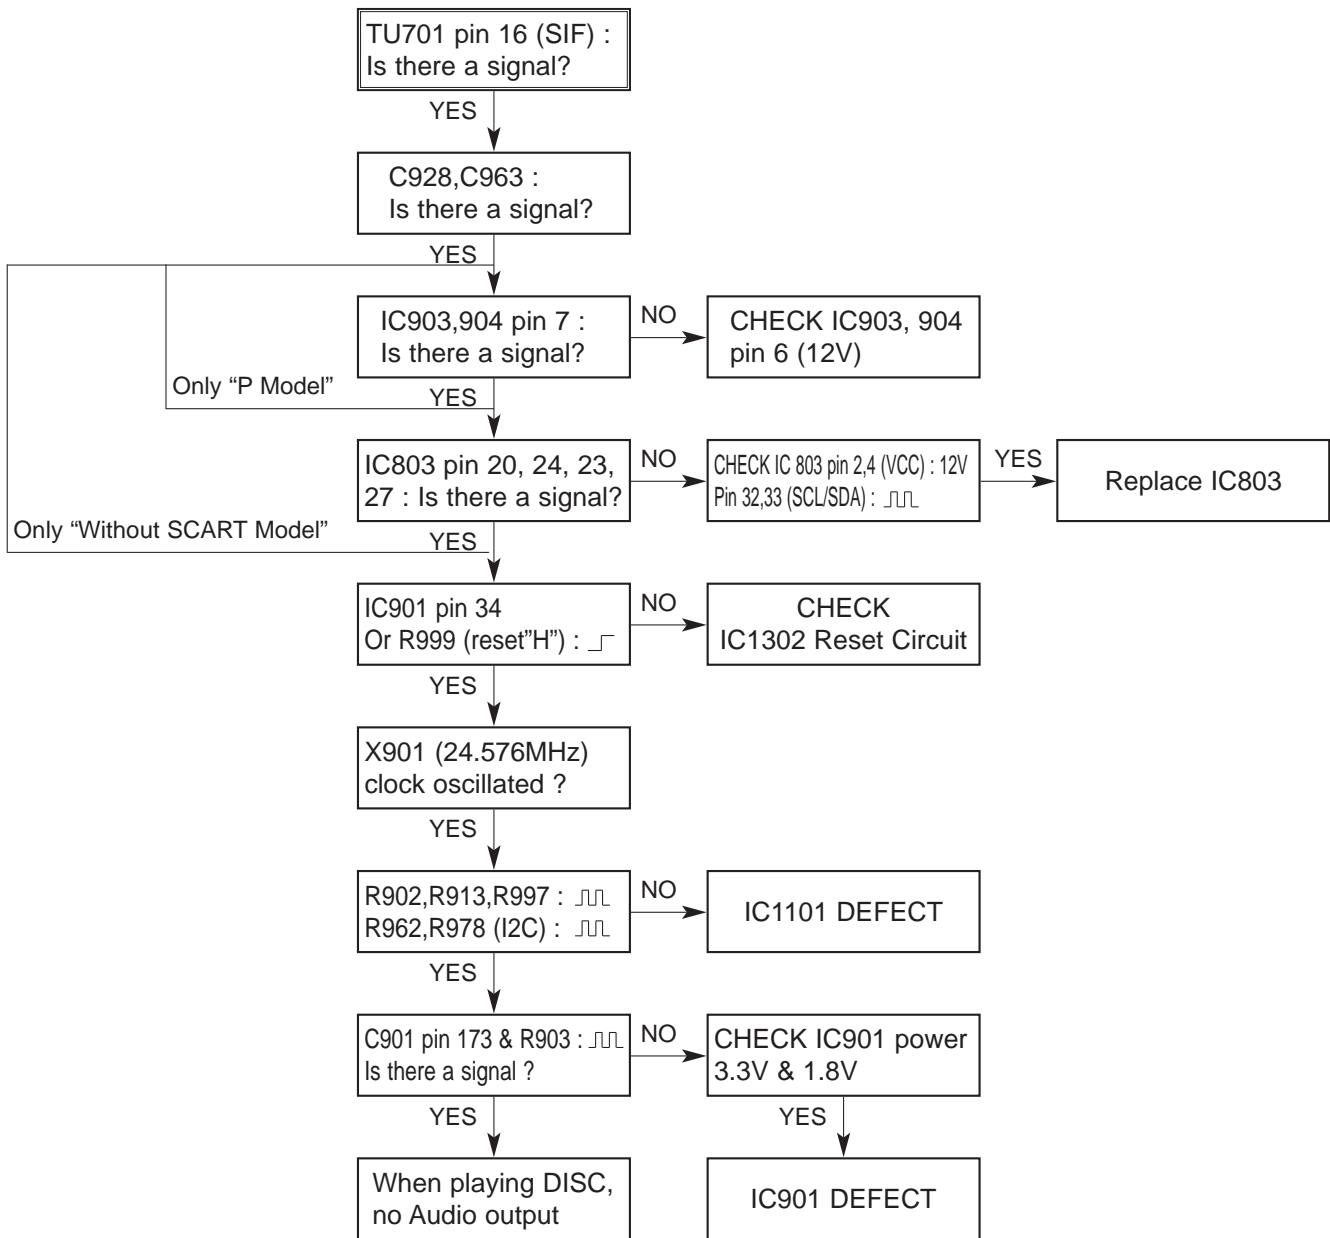 TU701 pin 16 (SIF) :
Is there a signal?
YES
C928,C963 :
Is there a signal?
YES
IC903,904 pin 7 :
Is there a signal?
NO
CHECK IC903, 904
pin 6 (12V)
Only “P Model”
YES
IC803 pin 20, 24, 23,
27 : Is there a signal?
NO
CHECK IC 803 pin 2,4 (VCC) : 12V
Pin 32,33 (SCL/SDA) :
YES
Replace IC803
Only “Without SCART Model”
YES
IC901 pin 34
Or R999 (reset”H”) :
NO
CHECK
IC1302 Reset Circuit
YES
X901 (24.576MHz)
clock oscillated ?
YES
R902,R913,R997 :
R962,R978 (I2C) :
NO
IC1101 DEFECT
YES
C901 pin 173 & R903 :
Is there a signal ?
NO
CHECK IC901 power
3.3V & 1.8V
YES
When playing DISC,
no Audio output
YES
IC901 DEFECT